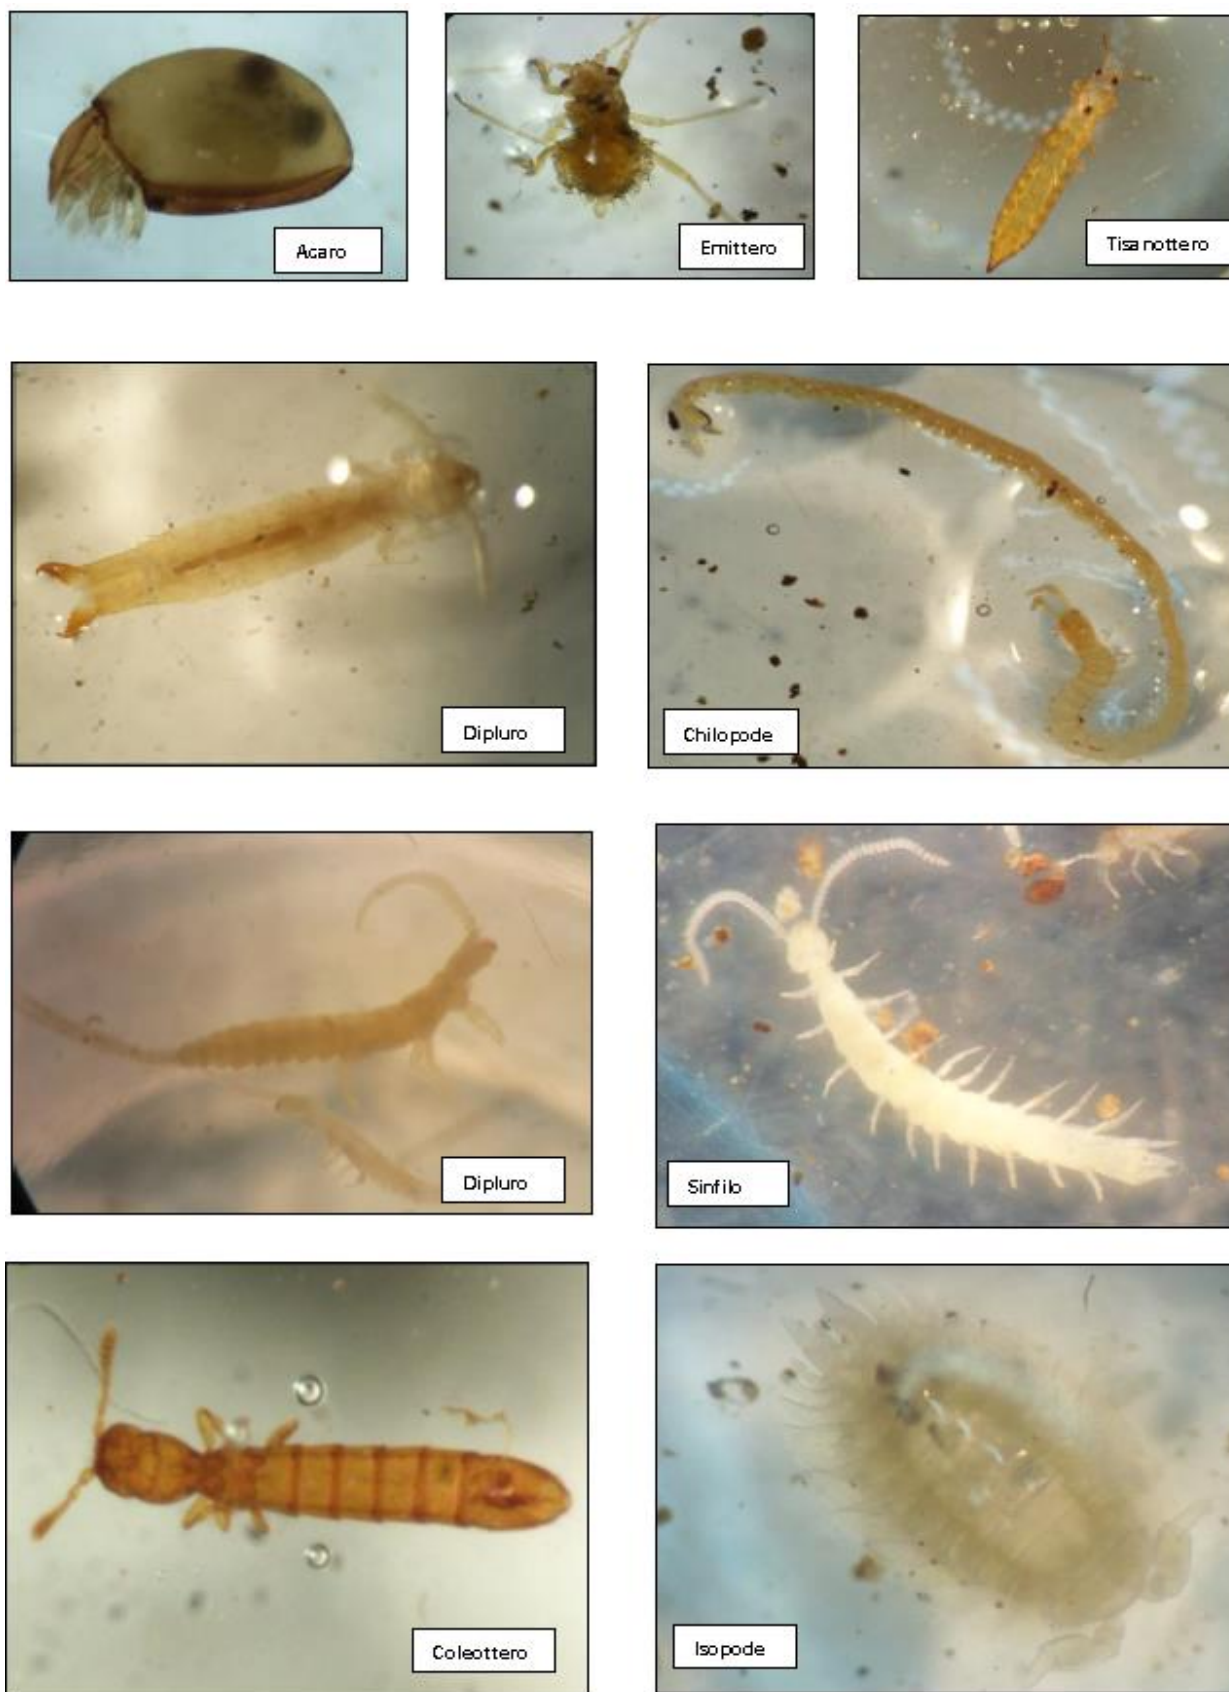 Acaro
Emittero
Tisanottero
Dipluro
Chilopode
Dipluro
Sinfilo
Coleottero
Isopode